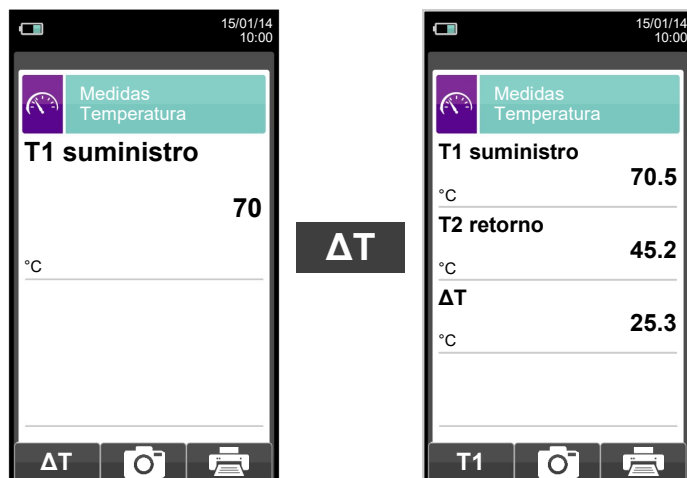 15/01/14
10:00
Medidas
Temperatura
T1 suministro
70
°C
ΔT
ΔT
15/01/14
10:00
Medidas
Temperatura
T1 suministro
70.5
°C
T2 retorno
45.2
°C
ΔT
25.3
°C
T1